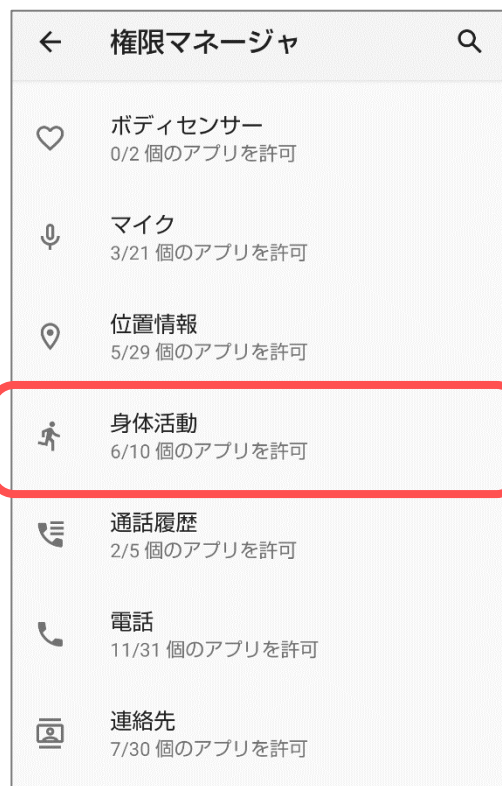 権限マネージャ
ボディセンサー
0/2 個のアプリを許可
マイク
3/21 個のアプリを許可
位置情報
5/29 個のアプリを許可
身体活動
6/10 個のアプリを許可
通話履歴
2/5 個のアプリを許可
電話
11/31 個のアプリを許可
連絡先
7/30 個のアプリを許可